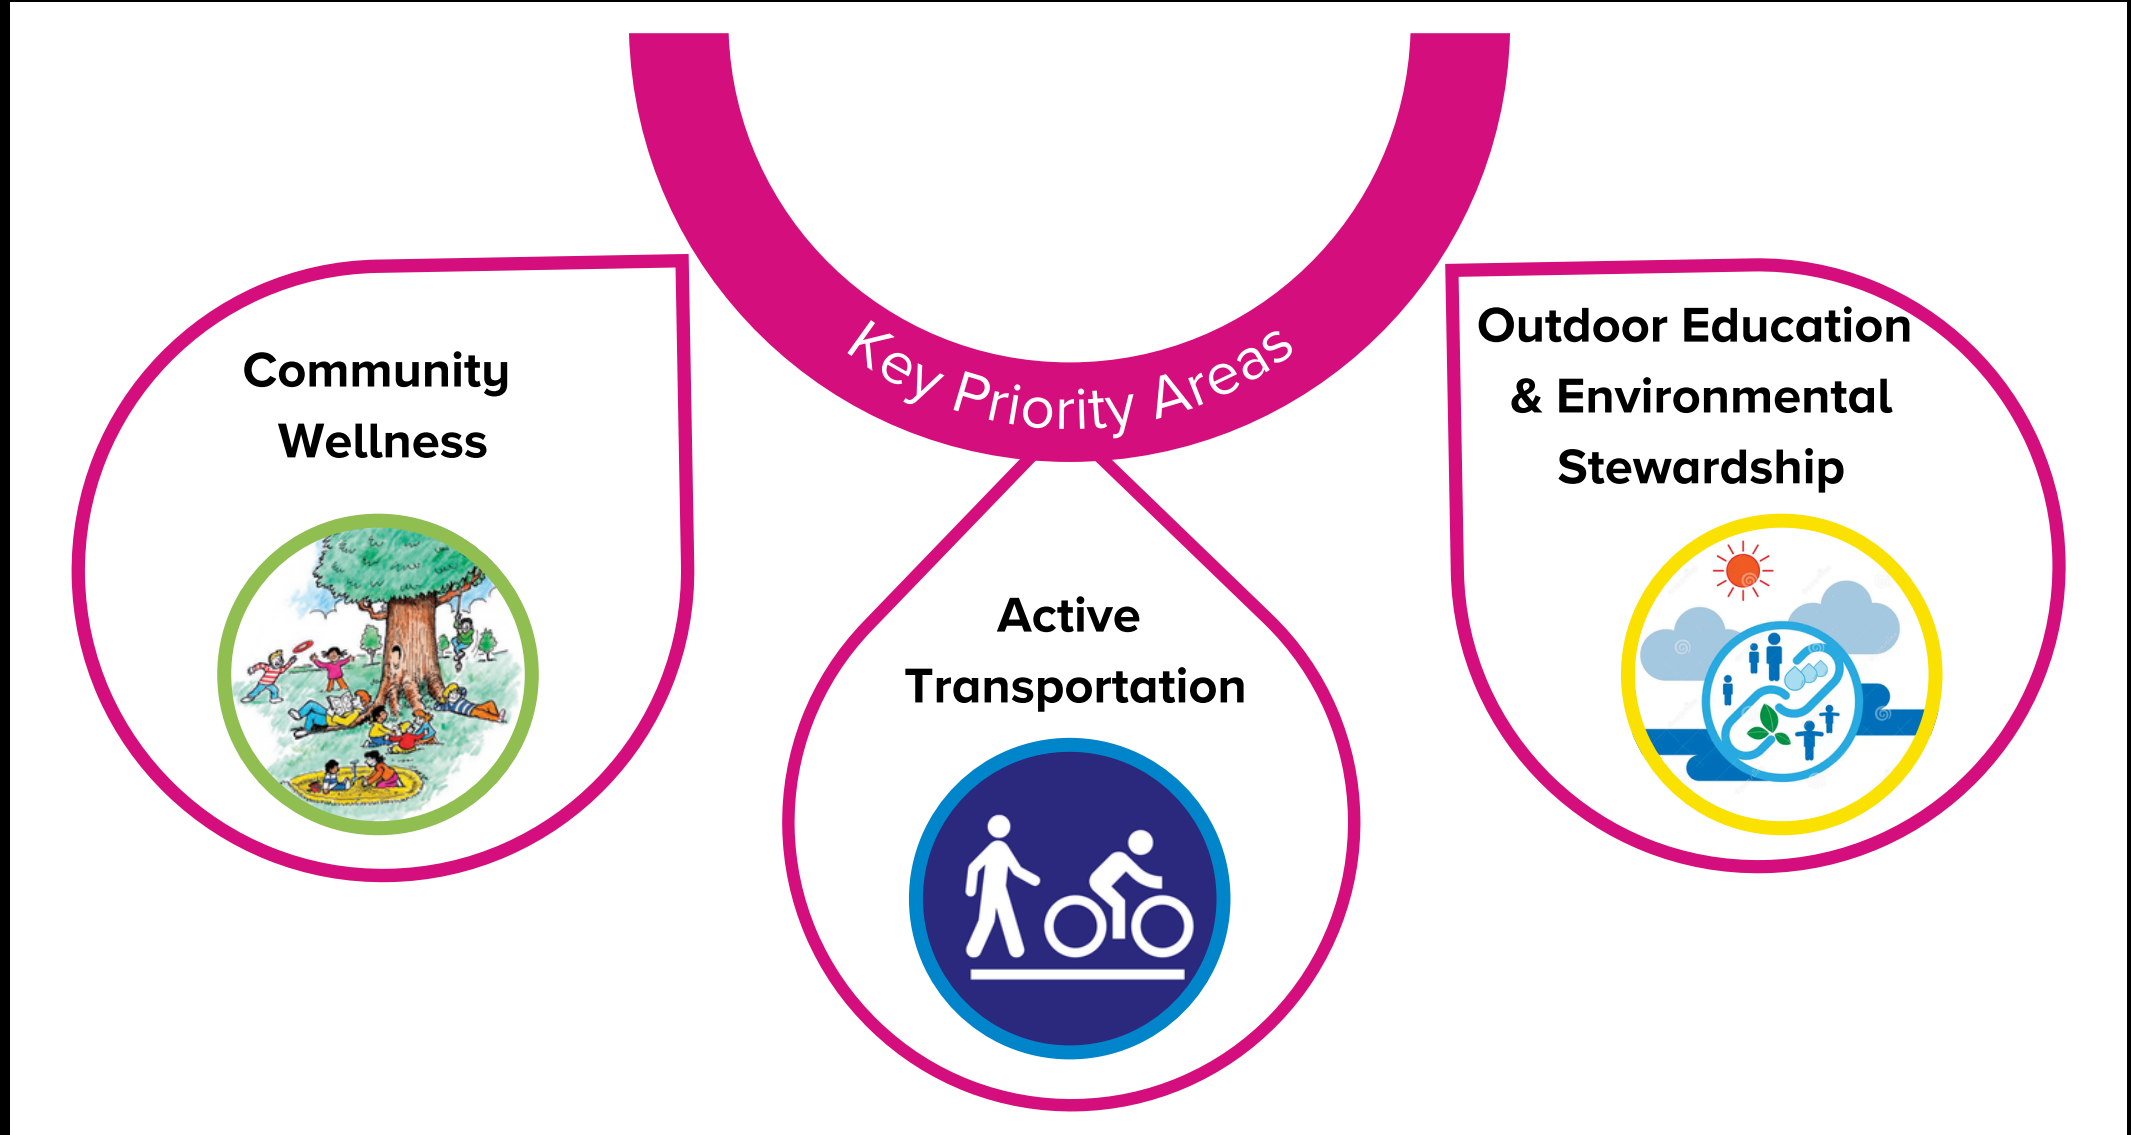 Key Priority Areas
Community
Wellness
Active
Transportation
Outdoor Education
& Environmental
Stewardship